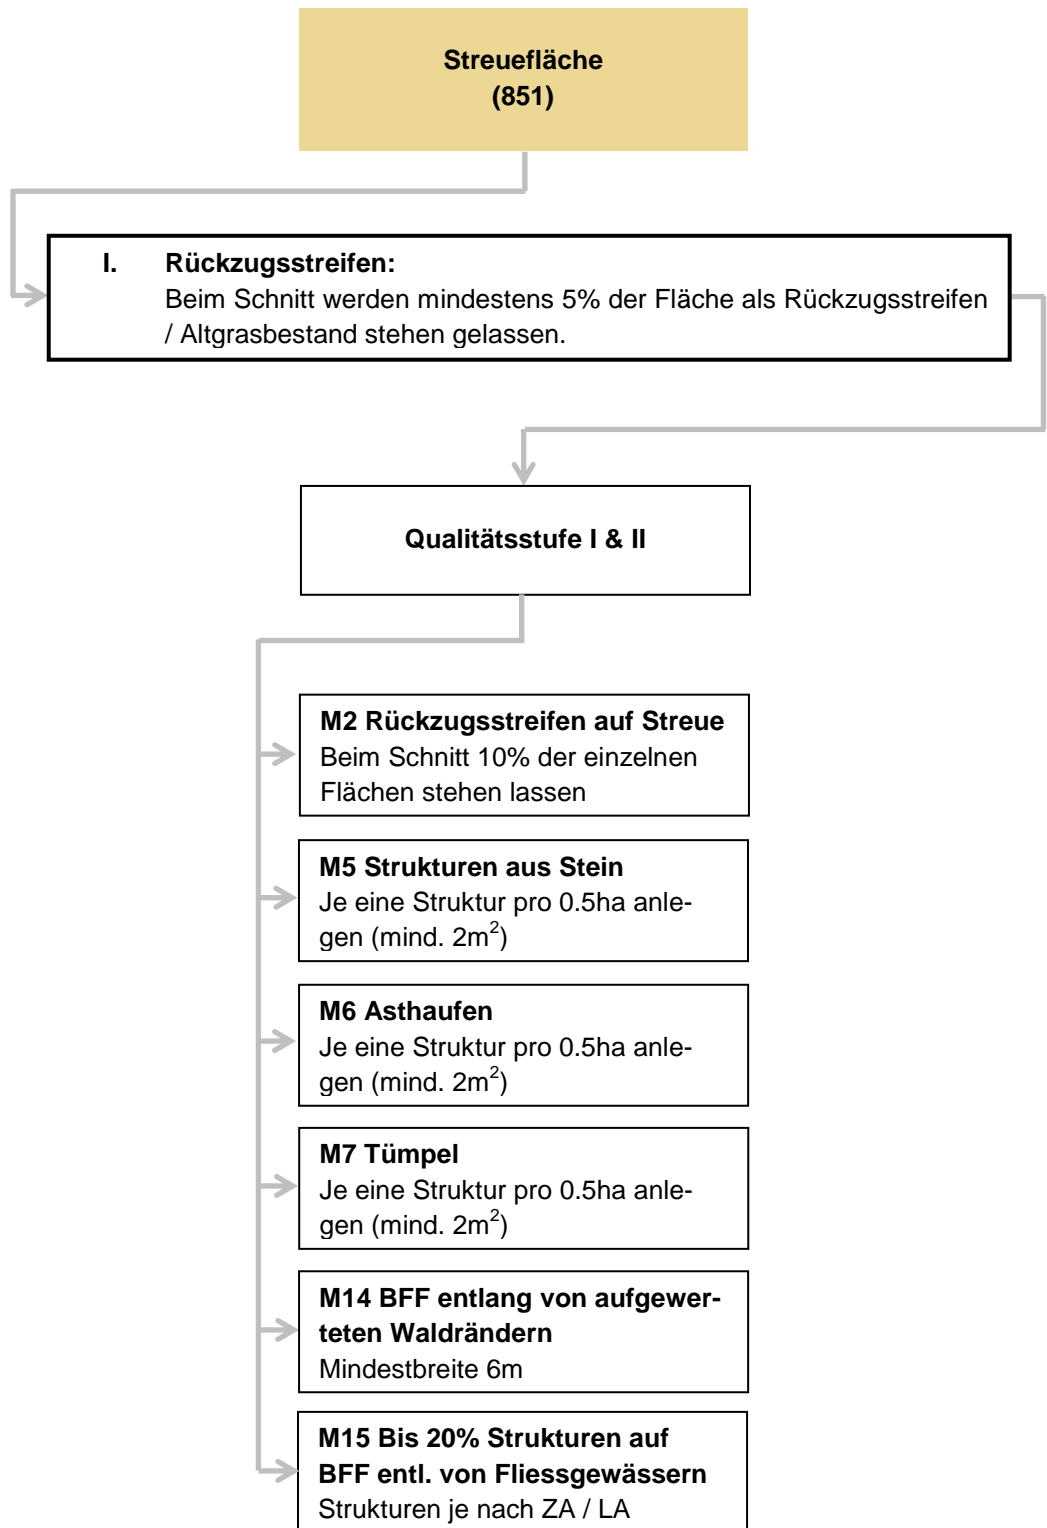 Streuefläche
(851)
I. Rückzugsstreifen:
Beim Schnitt werden mindestens 5% der Fläche als Rückzugsstreifen
/ Altgrasbestand stehen gelassen.
Qualitätsstufe I & II
M2 Rückzugsstreifen auf Streue
Beim Schnitt 10% der einzelnen
Flächen stehen lassen
M5 Strukturen aus Stein
Je eine Struktur pro 0.5ha anle-
gen (mind. 2m²)
M6 Asthaufen
Je eine Struktur pro 0.5ha anle-
gen (mind. 2m²)
M7 Tümpel
Je eine Struktur pro 0.5ha anle-
gen (mind. 2m²)
M14 BFF entlang von aufgewer-
teten Waldrändern
Mindestbreite 6m
M15 Bis 20% Strukturen auf
BFF entl. von Fliessgewässern
Strukturen je nach ZA / LA